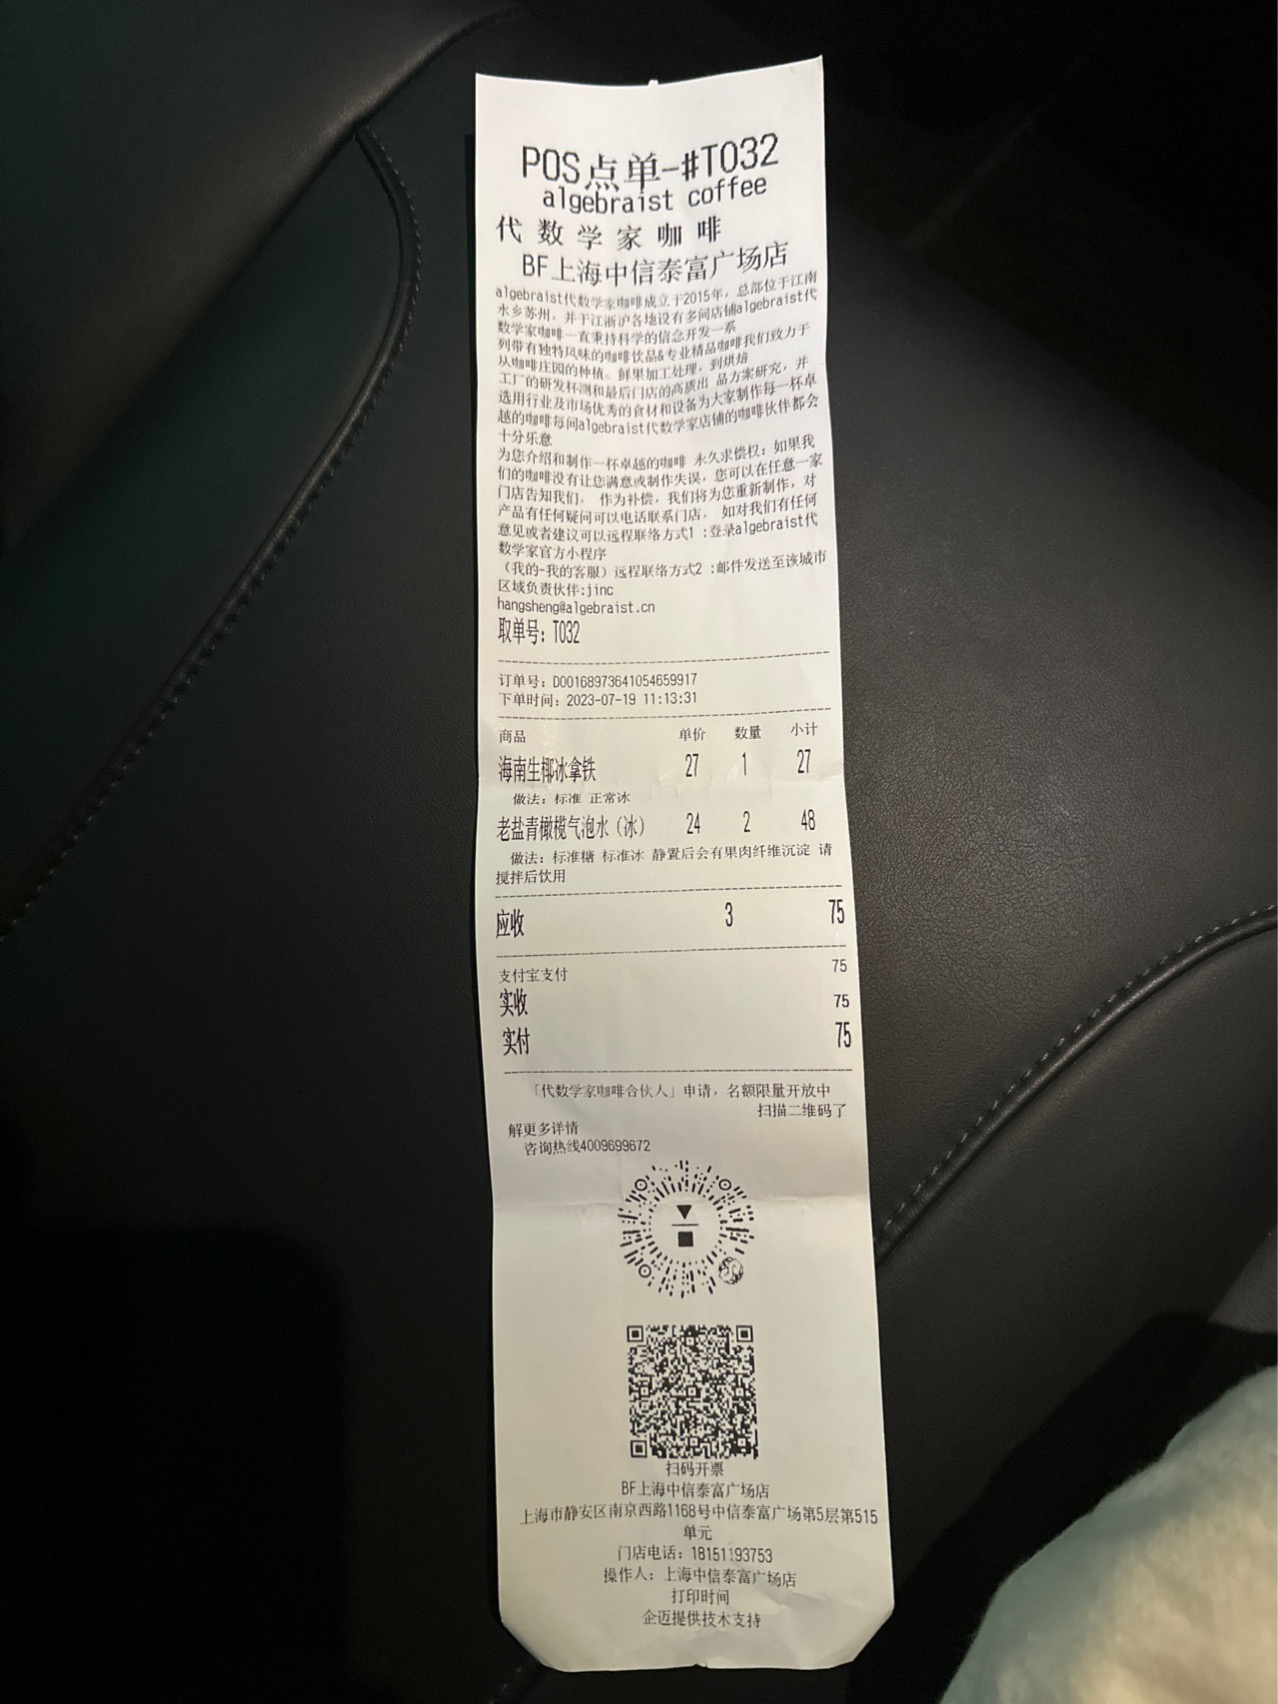 POS点单-#T032
algebraist coffee
代数学家咖啡
BF上海中信泰富广场店
algebraist代数学家咖啡成立于2015年，总部位于江南
水乡苏州，并于江浙沪各地设有多间店铺algebraist代
数学家咖啡一直秉持科学的信念开发一系
列带有独特风味的咖啡饮品&专业精品咖啡我们致力于
从咖啡庄园的种植。鲜果加工处理，到烘焙
工厂的研发杯测和最后门店的高质出 品方案研究，并
选用行业及市场优秀的食材和设备为大家制作每一杯卓
越的咖啡每间algebraist代数学家店铺的咖啡伙伴都会
十分乐意
为您介绍和制作一杯卓越的咖啡 永久求偿权：如果我
们的咖啡没有让您满意或制作失误，您可以在任意一家
门店告知我们。 作为补偿，我们将为您重新制作，对
产品有任何疑问可以电话联系门店， 如对我们有任何
意见或者建议可以远程联络方式1 :登录algebraist代
数学家官方小程序
（我的-我的客服）远程联络方式2 :邮件发送至该城市
区域负责伙伴:jinc
hangsheng@algebraist.cn
取单号: T032
订单号: D00168973641054659917
下单时间: 2023-07-19 11:13:31
商品 单价 数量 小计
海南生椰冰拿铁 27 1 27
做法: 标准 正常冰
老盐青橄榄气泡水（冰） 24 2 48
做法: 标准糖 标准冰 静置后会有果肉纤维沉淀 请
搅拌后饮用
应收 3 75
支付宝支付 75
实收 75
实付 75
「代数学家咖啡合伙人」申请，名额限量开放中
扫描二维码了
解更多详情
咨询热线4009699672
扫码开票
BF上海中信泰富广场店
上海市静安区南京西路1168号中信泰富广场第5层第515
单元
门店电话: 18151193753
操作人: 上海中信泰富广场店
打印时间
企迈提供技术支持